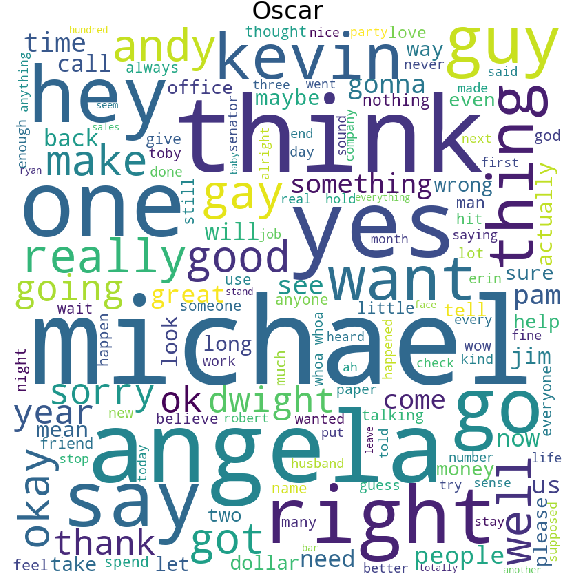 Oscar
hundred party love
time andy kevin thought nice way guy
call never said
anything always hey office gonna three went made
seem think maybe nothing even
enough back sales give baby senator sound end company next god
ryan make toby alright day first thing
done something wrong
one still gay real hold everything man actually
yes hit saying
really good month lot erin
will job want see use sure
going great someone stand anyone little tell face pam
wait happen look long michael every help
night work wow kind fine jim
much whoa whoa heard happened check everyone
sorry ok dwight ah paper come go
year new believe robert wanted put talking now
mean friend angela leave told number life
okay stop today husband guess money try sense well us
say name right stay please supposed
thank two many got people
feel take spend let dollar need bar better totally another